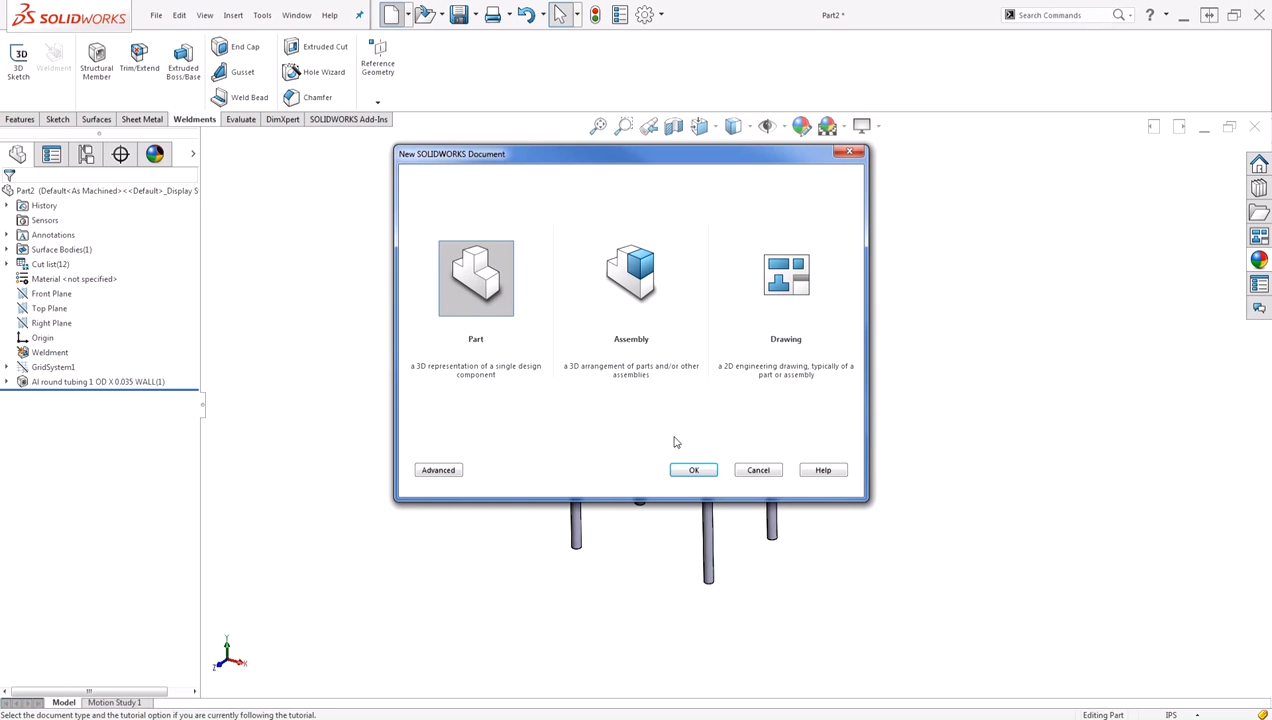 SOLIDWORKS File Edit View Insert Tools Window Help Part2 * Search Commands ?
3D Sketch
Weldment
Structural Member
Trim/Extend
Extruded Boss/Base
End Cap
Gusset
Weld Bead
Extruded Cut
Hole Wizard
Chamfer
Reference Geometry
Features Sketch Surfaces Sheet Metal Weldments Evaluate DimXpert SOLIDWORKS Add-Ins
Part2 (Default<As Machined><<Default>_Display S
History
Sensors
Annotations
Surface Bodies(1)
Cut list(12)
Material <not specified>
Front Plane
Top Plane
Right Plane
Origin
Weldment
GridSystem1
Al round tubing 1 OD X 0.035 WALL(1)
New SOLIDWORKS Document
Part
a 3D representation of a single design
component
Assembly
a 3D arrangement of parts and/or other
assemblies
Drawing
a 2D engineering drawing, typically of a
part or assembly
Advanced OK Cancel Help
Y
Z X
Model Motion Study 1
Select the document type and the tutorial option if you are currently following the tutorial. Editing Part IPS